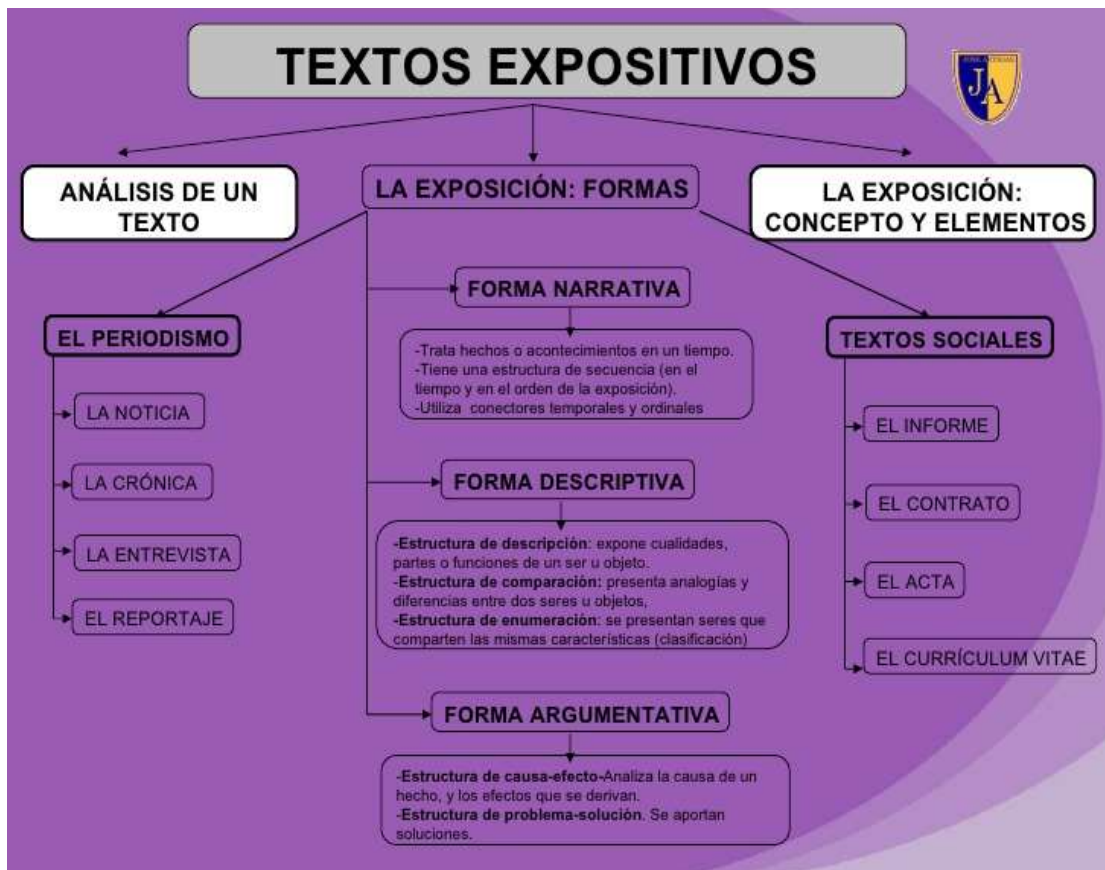 TEXTOS EXPOSITIVOS
JA
ANÁLISIS DE UN
TEXTO
LA EXPOSICIÓN: FORMAS
LA EXPOSICIÓN:
CONCEPTO Y ELEMENTOS
EL PERIODISMO
LA NOTICIA
LA CRÓNICA
LA ENTREVISTA
EL REPORTAJE
FORMA NARRATIVA
-Trata hechos o acontecimientos en un tiempo.
-Tiene una estructura de secuencia (en el
tiempo y en el orden de la exposición).
-Utiliza conectores temporales y ordinales
FORMA DESCRIPTIVA
-Estructura de descripción: expone cualidades,
partes o funciones de un ser u objeto.
-Estructura de comparación: presenta analogías y
diferencias entre dos seres u objetos,
-Estructura de enumeración: se presentan seres que
comparten las mismas características (clasificación)
FORMA ARGUMENTATIVA
-Estructura de causa-efecto-Analiza la causa de un
hecho, y los efectos que se derivan.
-Estructura de problema-solución. Se aportan
soluciones.
TEXTOS SOCIALES
EL INFORME
EL CONTRATO
EL ACTA
EL CURRÍCULUM VITAE